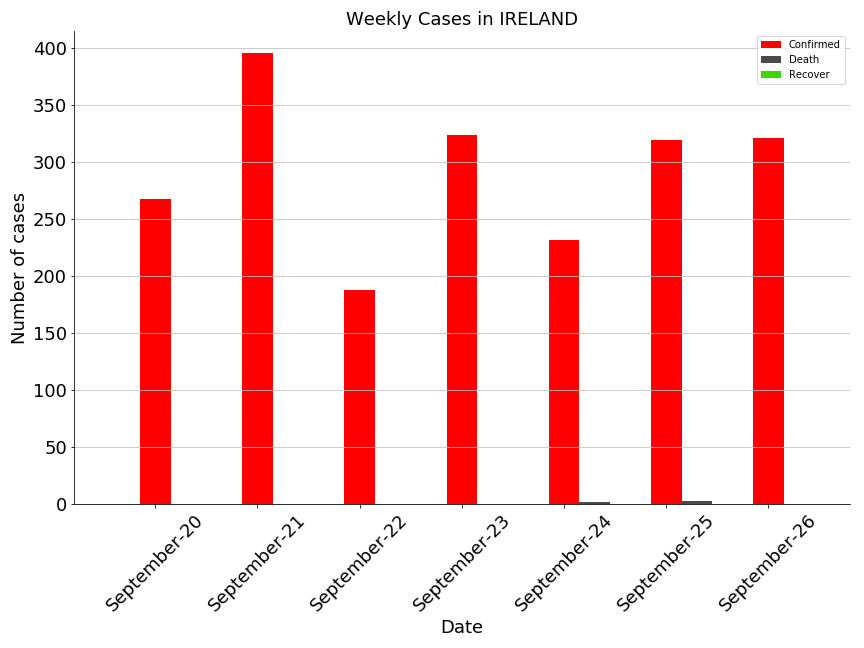 Weekly Cases in IRELAND
Confirmed
Death
Recover
Number of cases
400
350
300
250
200
150
100
50
0
September-20
September-21
September-22
September-23
September-24
September-25
September-26
Date